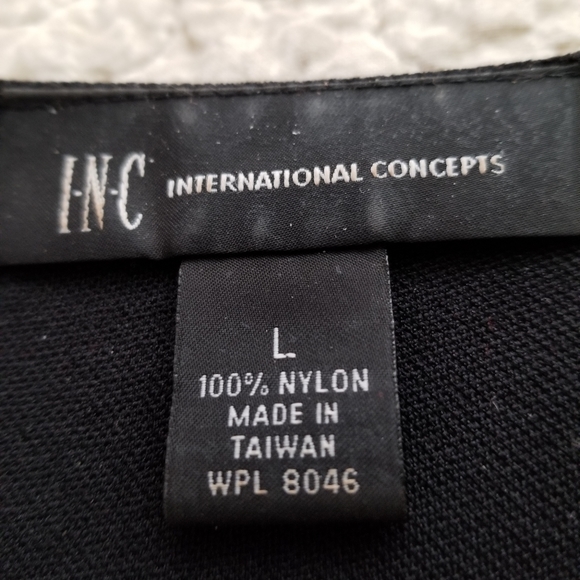 I·N·C INTERNATIONAL CONCEPTS
L
100% NYLON
MADE IN
TAIWAN
WPL 8046